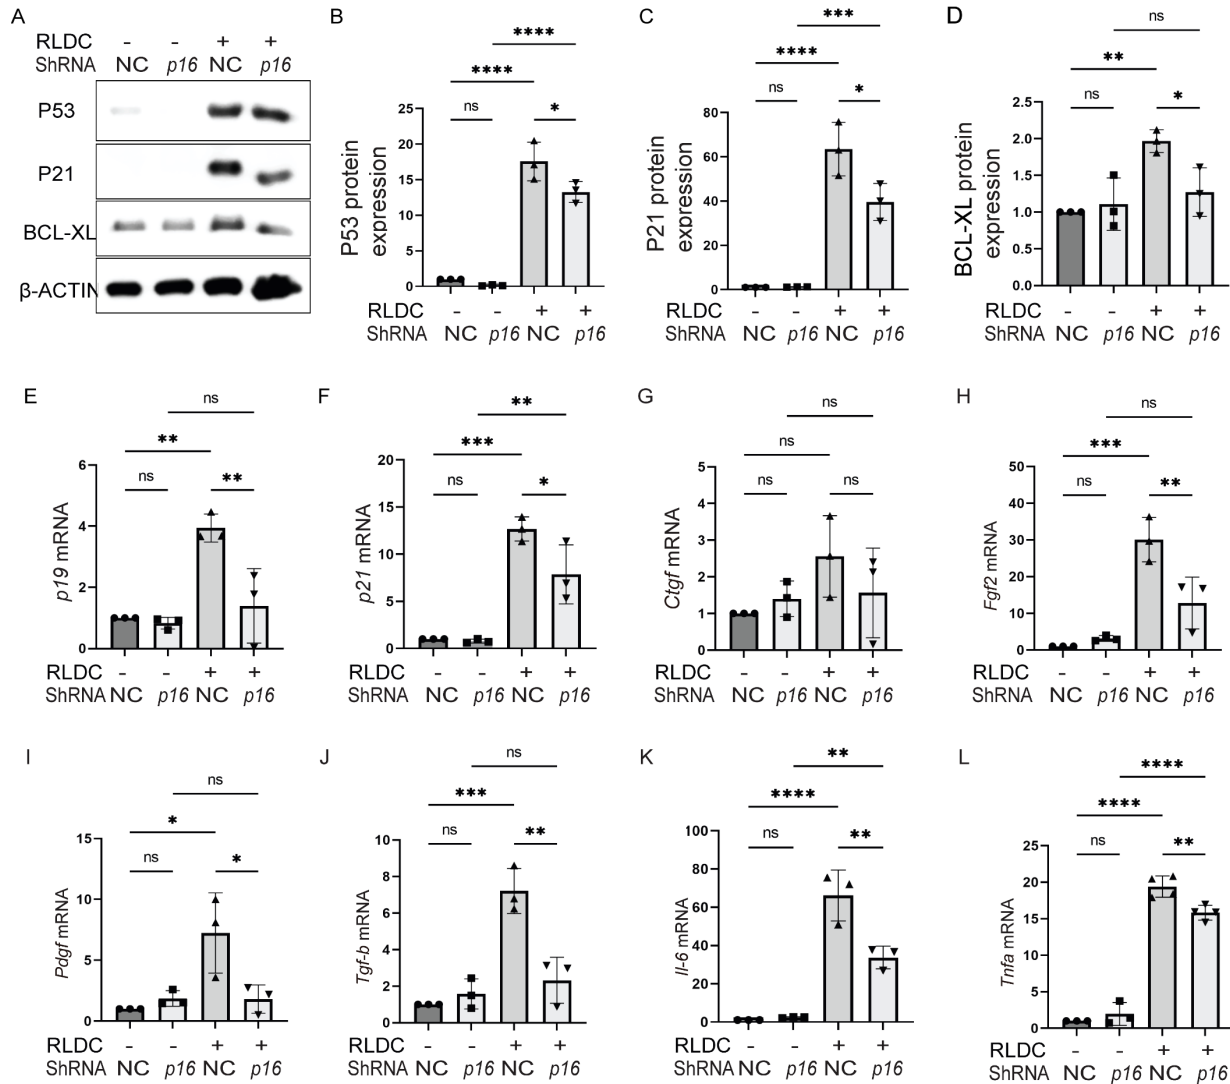 A
RLDC - - + +
ShRNA NC p16 NC p16
P53
P21
BCL-XL
β-ACTIN
B
****
****
ns
*
P53 protein
expression
25
20
15
10
5
0
RLDC - - + +
ShRNA NC p16 NC p16
C
***
****
ns
*
P21 protein
expression
80
60
40
20
0
RLDC - - + +
ShRNA NC p16 NC p16
D
ns
**
ns
*
BCL-XL protein
expression
2.5
2.0
1.5
1.0
0.5
0.0
RLDC - - + +
ShRNA NC p16 NC p16
E
ns
**
ns
**
p19 mRNA
6
4
2
0
RLDC - - + +
ShRNA NC p16 NC p16
F
**
***
ns
*
p21 mRNA
20
15
10
5
0
RLDC - - + +
ShRNA NC p16 NC p16
G
ns
ns
ns
ns
Ctgf mRNA
5
4
3
2
1
0
RLDC - - + +
ShRNA NC p16 NC p16
H
ns
***
ns
**
Fgf2 mRNA
50
40
30
20
10
0
RLDC - - + +
ShRNA NC p16 NC p16
I
ns
*
ns
*
Pdgf mRNA
15
10
5
0
RLDC - - + +
ShRNA NC p16 NC p16
J
ns
***
ns
**
Tgf-b mRNA
10
8
6
4
2
0
RLDC - - + +
ShRNA NC p16 NC p16
K
**
****
ns
**
Il-6 mRNA
100
80
60
40
20
0
RLDC - - + +
ShRNA NC p16 NC p16
L
****
****
ns
**
Tnfa mRNA
25
20
15
10
5
0
RLDC - - + +
ShRNA NC p16 NC p16